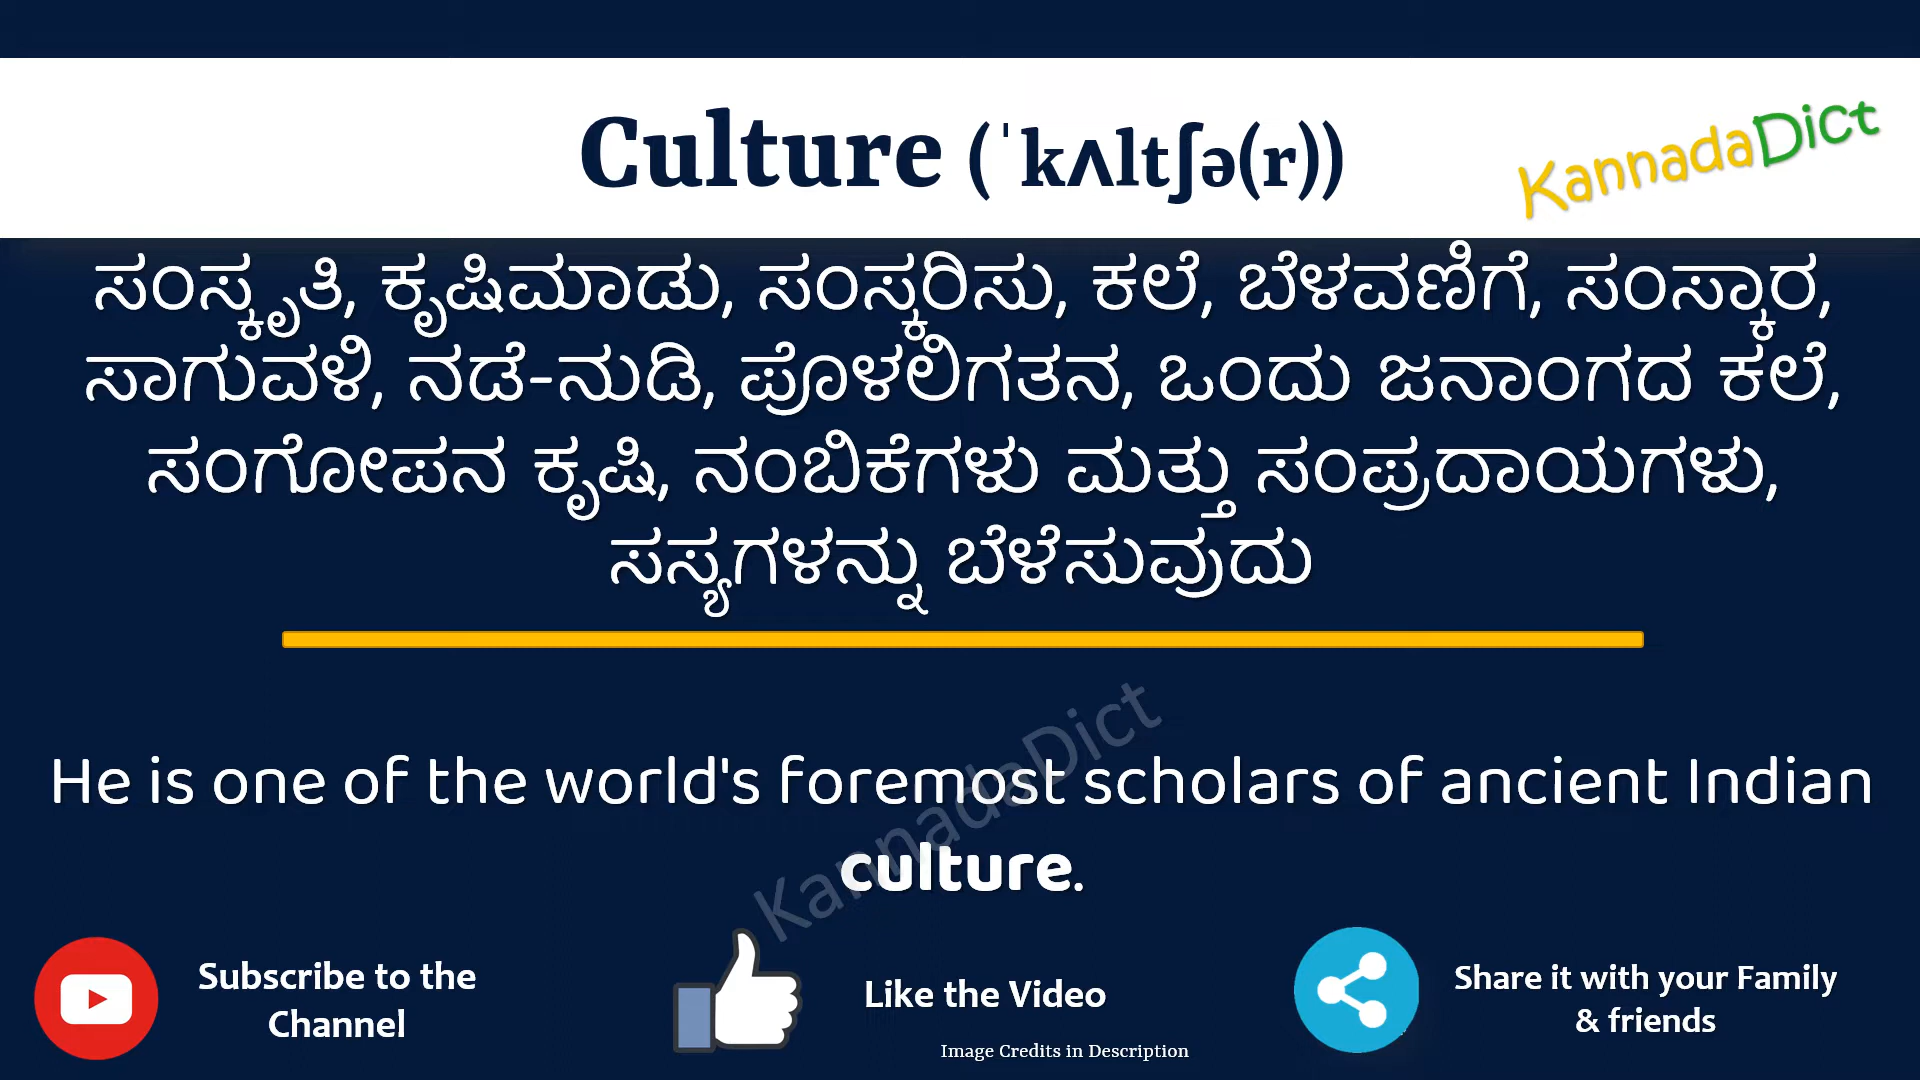 Culture (ˈkʌltʃə(r))
KannadaDict
ಸಂಸ್ಕೃತಿ, ಕೃಷಿಮಾಡು, ಸಂಸ್ಕರಿಸು, ಕಲೆ, ಬೆಳವಣಿಗೆ, ಸಂಸ್ಕಾರ,
ಸಾಗುವಳಿ, ನಡೆ-ನುಡಿ, ಪೊಳಲಿಗತನ, ಒಂದು ಜನಾಂಗದ ಕಲೆ,
ಸಂಗೋಪನ ಕೃಷಿ, ನಂಬಿಕೆಗಳು ಮತ್ತು ಸಂಪ್ರದಾಯಗಳು,
ಸಸ್ಯಗಳನ್ನು ಬೆಳೆಸುವುದು
KannadaDict
He is one of the world's foremost scholars of ancient Indian
culture.
Subscribe to the
Channel
Like the Video
Share it with your Family
& friends
Image Credits in Description